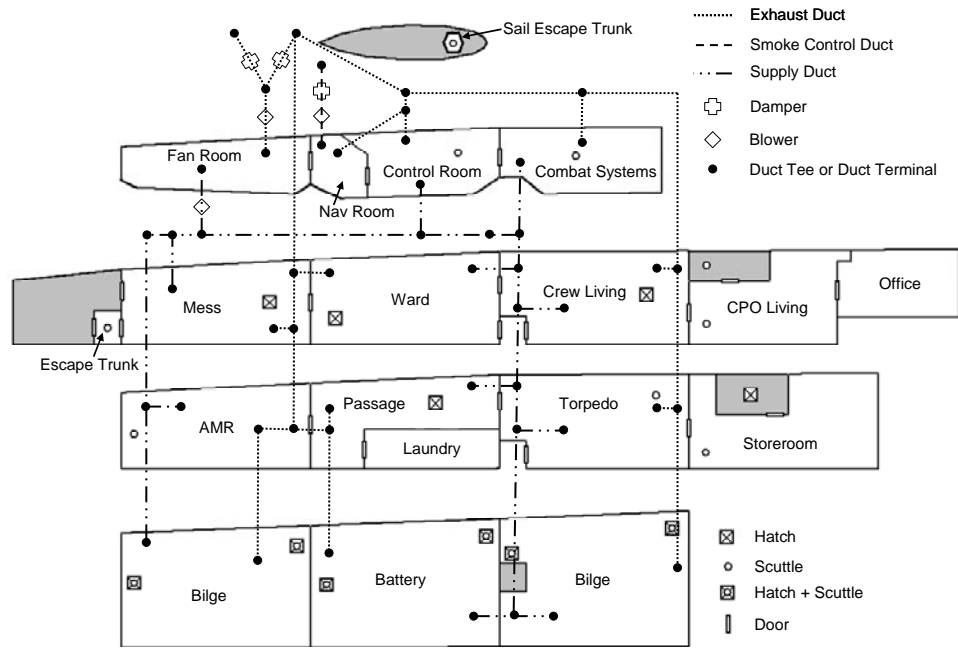 Exhaust Duct
Sail Escape Trunk
Smoke Control Duct
Supply Duct
Damper
Blower
Fan Room
Control Room
Combat Systems
Duct Tee or Duct Terminal
Nav Room
Mess
Ward
Crew Living
CPO Living
Office
Escape Trunk
AMR
Passage
Torpedo
Laundry
Storeroom
Hatch
Scuttle
Bilge
Battery
Bilge
Hatch + Scuttle
Door